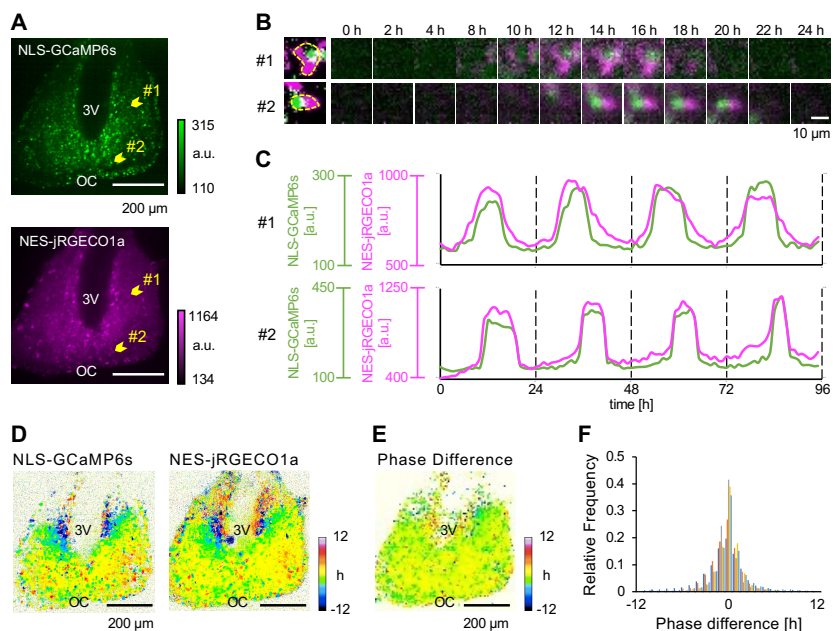 A
NLS-GCaMP6s
#1
3V
#2
OC
200 µm
315
a.u.
110
NES-jRGECO1a
#1
3V
#2
OC
200 µm
1164
a.u.
134
B
0 h 2 h 4 h 8 h 10 h 12 h 14 h 16 h 18 h 20 h 22 h 24 h
#1
#2
10 µm
C
#1
300
NLS-GCaMP6s
[a.u.]
100
1000
NES-jRGECO1a
[a.u.]
500
#2
450
NLS-GCaMP6s
[a.u.]
100
1250
NES-jRGECO1a
[a.u.]
400
0 24 48 72 96
time [h]
D
NLS-GCaMP6s
3V
OC
200 µm
NES-jRGECO1a
3V
OC
200 µm
12
h
-12
E
Phase Difference
3V
OC
200 µm
12
h
-12
F
Relative Frequency
0.5
0.4
0.3
0.2
0.1
0
-12 0 12
Phase difference [h]